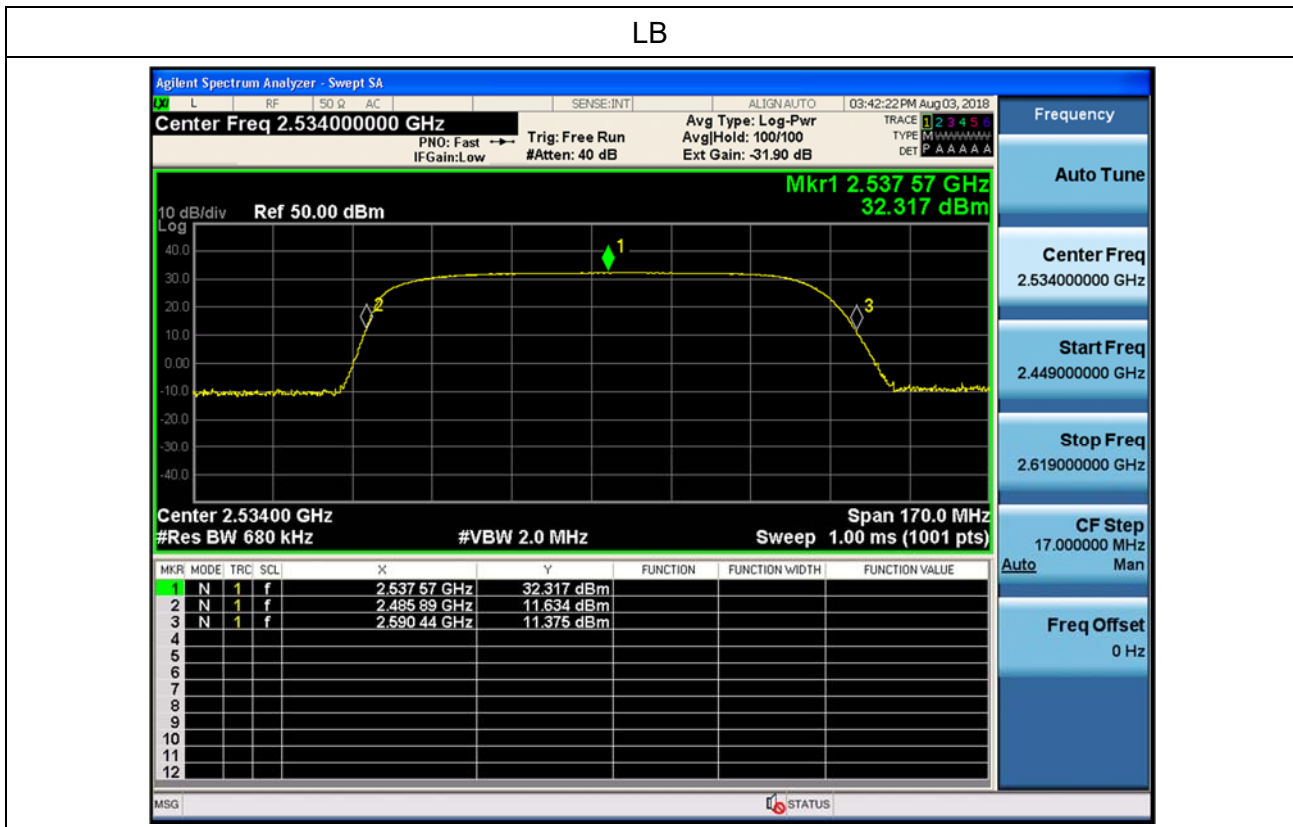 LB
Agilent Spectrum Analyzer - Swept SA
LXI L RF 50 Ω AC SENSE:INT ALIGN AUTO 03:42:22 PM Aug 03, 2018
Center Freq 2.534000000 GHz
PNO: Fast
IFGain:Low
Trig: Free Run
#Atten: 40 dB
Avg Type: Log-Pwr
Avg|Hold: 100/100
Ext Gain: -31.90 dB
TRACE 1 2 3 4 5 6
TYPE M
DET P A A A A A
Mkr1 2.537 57 GHz
32.317 dBm
10 dB/div Ref 50.00 dBm
Log
40.0
30.0
20.0
10.0
0.00
-10.0
-20.0
-30.0
-40.0
1
2
3
Center 2.53400 GHz Span 170.0 MHz
#Res BW 680 kHz #VBW 2.0 MHz Sweep 1.00 ms (1001 pts)
MKR MODE TRC SCL X Y FUNCTION FUNCTION WIDTH FUNCTION VALUE
1 N 1 f 2.537 57 GHz 32.317 dBm
2 N 1 f 2.485 89 GHz 11.634 dBm
3 N 1 f 2.590 44 GHz 11.375 dBm
4
5
6
7
8
9
10
11
12
MSG STATUS
Frequency
Auto Tune
Center Freq
2.534000000 GHz
Start Freq
2.449000000 GHz
Stop Freq
2.619000000 GHz
CF Step
17.000000 MHz
Auto Man
Freq Offset
0 Hz